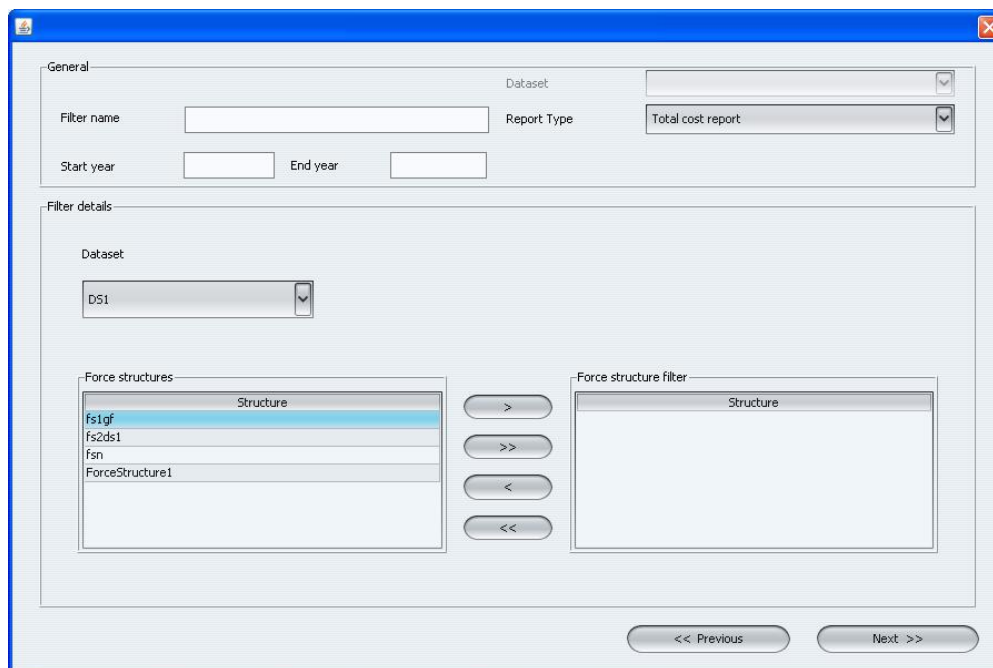 General
Dataset
Filter name
Report Type
Total cost report
Start year
End year
Filter details
Dataset
DS1
Force structures
Force structure filter
Structure
Structure
fs1gf
fs2ds1
fsn
ForceStructure1
>
>>
<
<<
<< Previous
Next >>